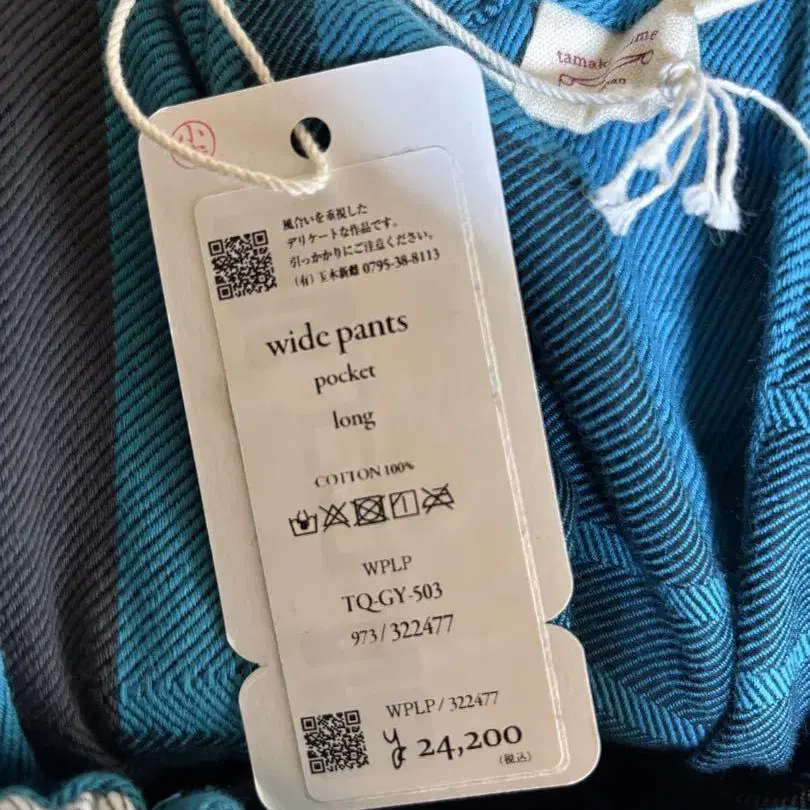 小
tamak
me
風合いを重視した
デリケートな作品です。
引っかかりにご注意ください。
(有) 玉木新雌 0795-38-8113
wide pants
pocket
long
COTTON 100%
WPLP
TQ-GY-503
973/322477
WPLP / 322477
¥ 24,200
(税込)